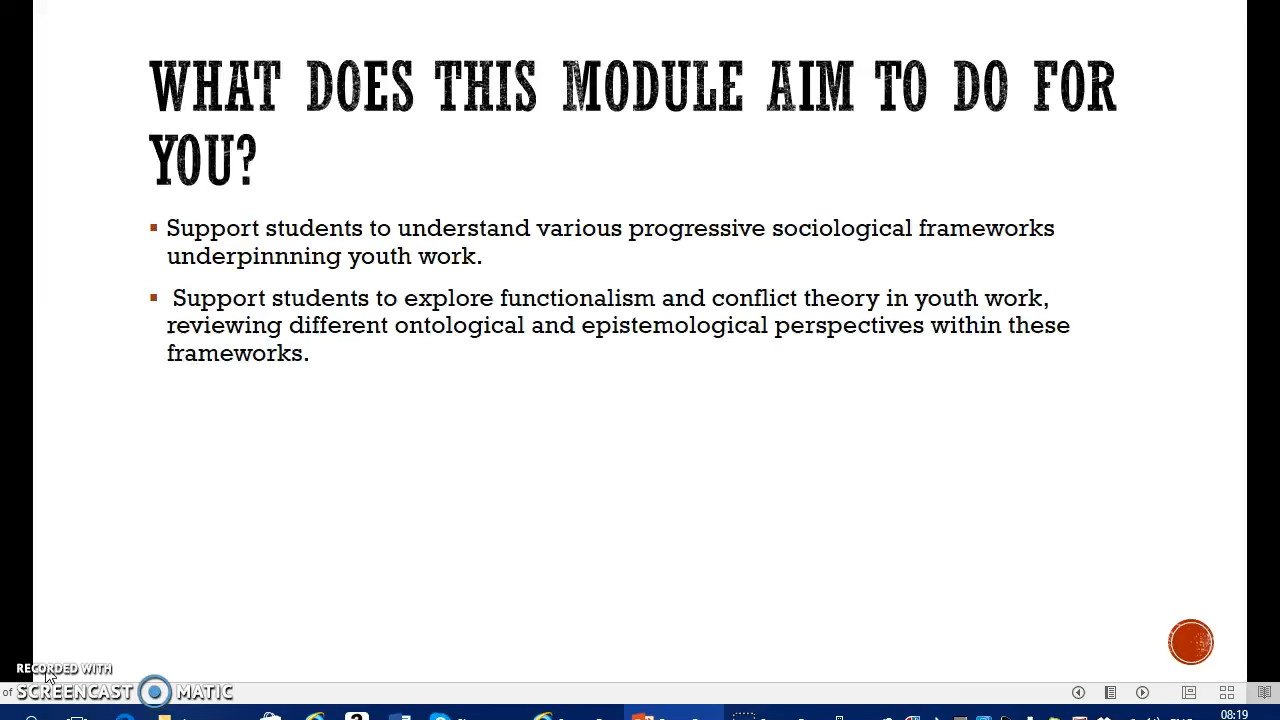 WHAT DOES THIS MODULE AIM TO DO FOR
YOU?
▪ Support students to understand various progressive sociological frameworks
underpinnning youth work.
▪ Support students to explore functionalism and conflict theory in youth work,
reviewing different ontological and epistemological perspectives within these
frameworks.
RECORDED WITH
of SCREENCAST MATIC
08:19